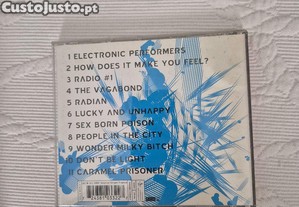 CustoJusto.pt
1 ELECTRONIC PERFORMERS
2 HOW DOES IT MAKE YOU FEEL?
3 RADIO #1
4 THE VAGABOND
5 RADIAN
6 LUCKY AND UNHAPPY
7 SEX BORN POISON
8 PEOPLE IN THE CITY
9 WONDER MILKY BITCH
10 DON'T BE LIGHT
11 CARAMEL PRISONER